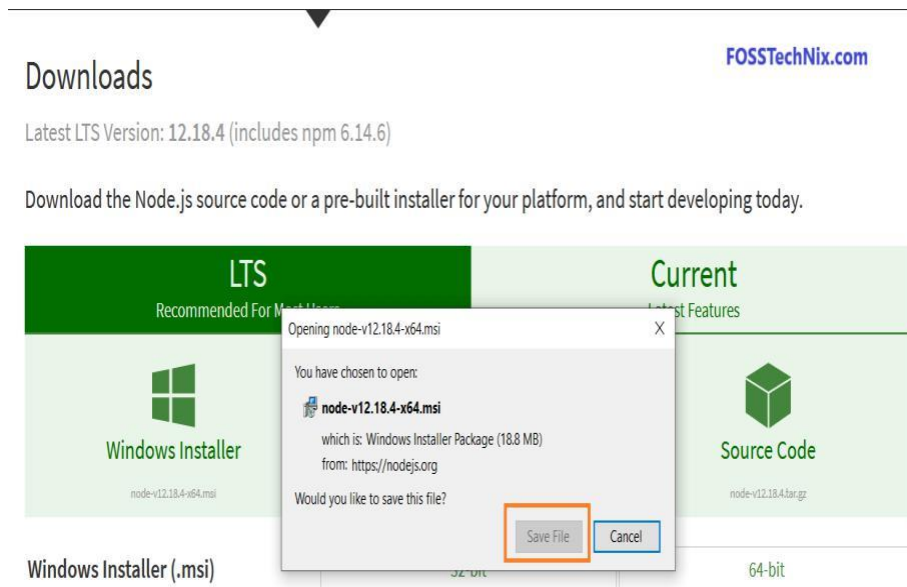 FOSSTechNix.com
Downloads
Latest LTS Version: 12.18.4 (includes npm 6.14.6)
Download the Node.js source code or a pre-built installer for your platform, and start developing today.
LTS
Recommended For Most Users
Current
Latest Features
Opening node-v12.18.4-x64.msi
X
You have chosen to open:
node-v12.18.4-x64.msi
which is: Windows Installer Package (18.8 MB)
from: https://nodejs.org
Would you like to save this file?
Save File
Cancel
Windows Installer
node-v12.18.4-x64.msi
Source Code
node-v12.18.4.tar.gz
Windows Installer (.msi)
32-bit
64-bit